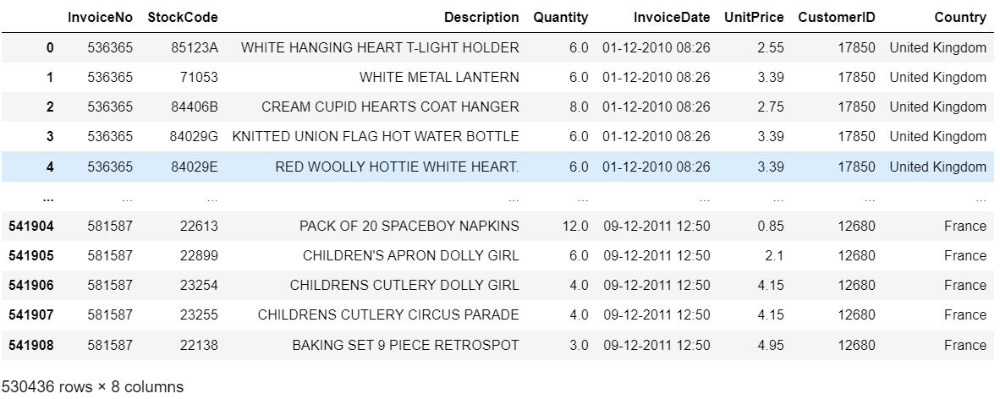 InvoiceNo StockCode Description Quantity InvoiceDate UnitPrice CustomerID Country
0 536365 85123A WHITE HANGING HEART T-LIGHT HOLDER 6.0 01-12-2010 08:26 2.55 17850 United Kingdom
1 536365 71053 WHITE METAL LANTERN 6.0 01-12-2010 08:26 3.39 17850 United Kingdom
2 536365 84406B CREAM CUPID HEARTS COAT HANGER 8.0 01-12-2010 08:26 2.75 17850 United Kingdom
3 536365 84029G KNITTED UNION FLAG HOT WATER BOTTLE 6.0 01-12-2010 08:26 3.39 17850 United Kingdom
4 536365 84029E RED WOOLLY HOTTIE WHITE HEART. 6.0 01-12-2010 08:26 3.39 17850 United Kingdom
... ... ... ... ... ... ... ... ...
541904 581587 22613 PACK OF 20 SPACEBOY NAPKINS 12.0 09-12-2011 12:50 0.85 12680 France
541905 581587 22899 CHILDREN'S APRON DOLLY GIRL 6.0 09-12-2011 12:50 2.1 12680 France
541906 581587 23254 CHILDRENS CUTLERY DOLLY GIRL 4.0 09-12-2011 12:50 4.15 12680 France
541907 581587 23255 CHILDRENS CUTLERY CIRCUS PARADE 4.0 09-12-2011 12:50 4.15 12680 France
541908 581587 22138 BAKING SET 9 PIECE RETROSPOT 3.0 09-12-2011 12:50 4.95 12680 France
530436 rows × 8 columns